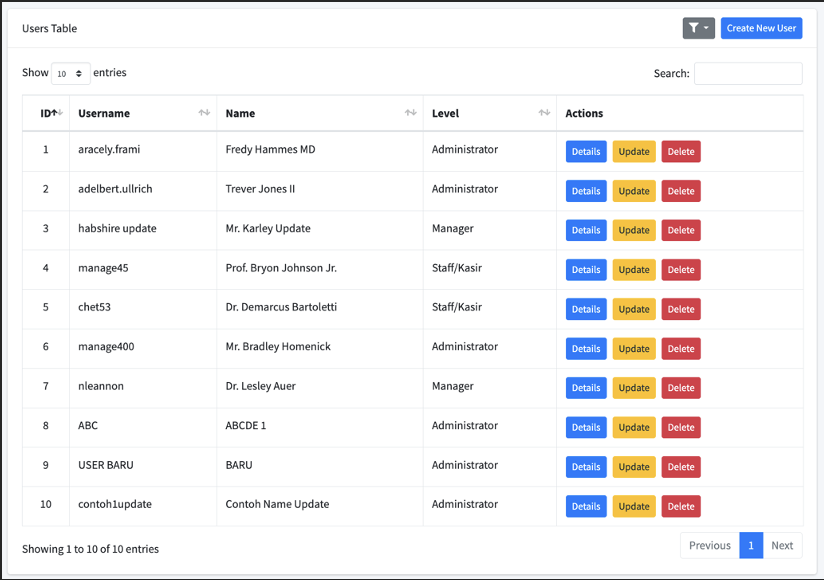 Users Table
Create New User
Show 10 entries
Search:
ID Username Name Level Actions
1 aracely.frami Fredy Hammes MD Administrator Details Update Delete
2 adelbert.ullrich Trever Jones II Administrator Details Update Delete
3 habshire update Mr. Karley Update Manager Details Update Delete
4 manage45 Prof. Bryon Johnson Jr. Staff/Kasir Details Update Delete
5 chet53 Dr. Demarcus Bartoletti Staff/Kasir Details Update Delete
6 manage400 Mr. Bradley Homenick Administrator Details Update Delete
7 nleannon Dr. Lesley Auer Manager Details Update Delete
8 ABC ABCDE 1 Administrator Details Update Delete
9 USER BARU BARU Administrator Details Update Delete
10 contoh1update Contoh Name Update Administrator Details Update Delete
Showing 1 to 10 of 10 entries
Previous 1 Next